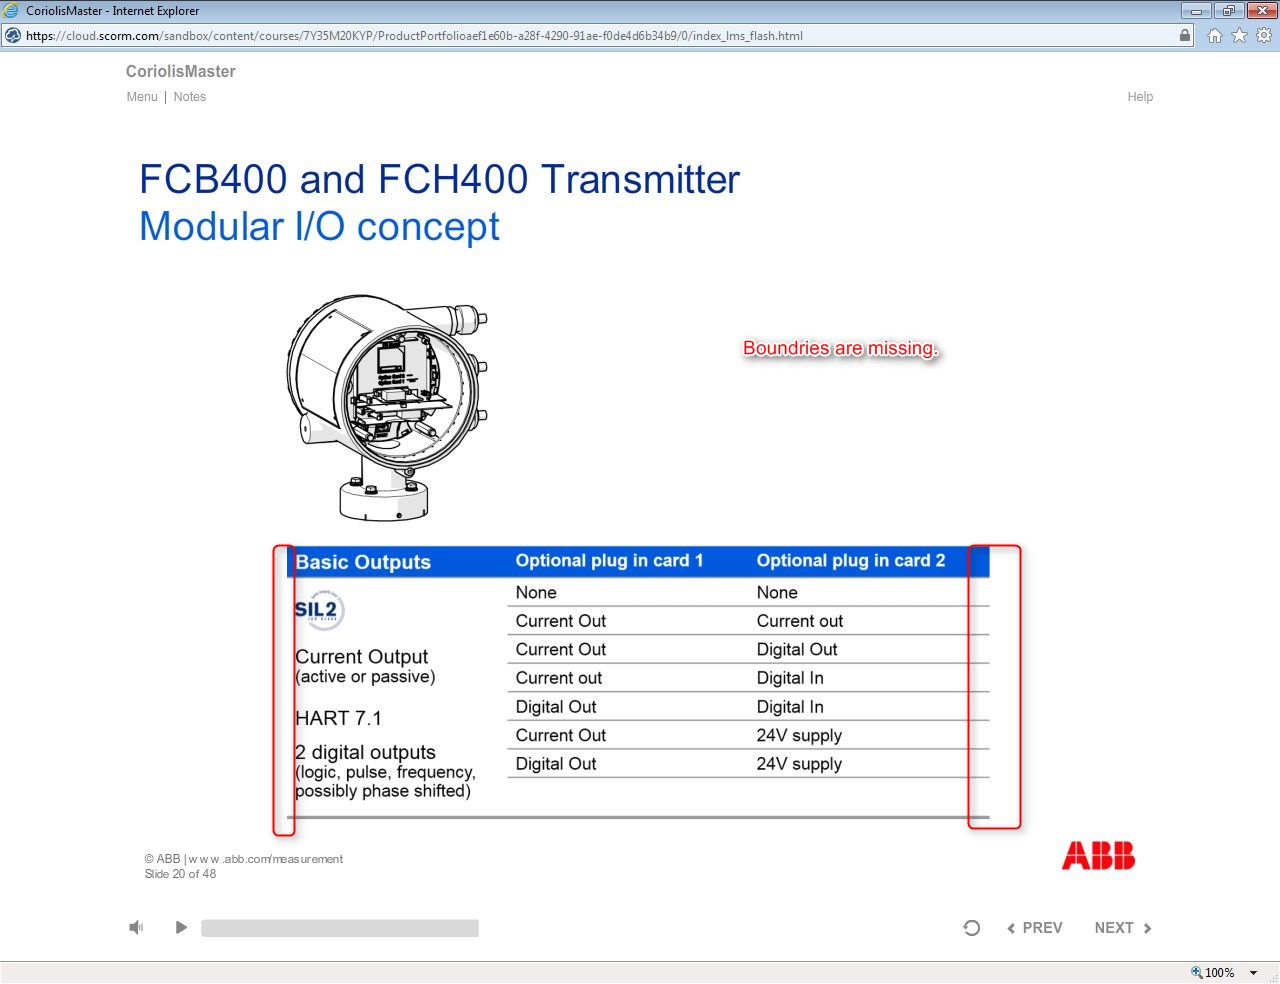 CoriolisMaster - Internet Explorer
https://cloud.scorm.com/sandbox/content/courses/7Y35M20KYP/ProductPortfolioaef1e60b-a28f-4290-91ae-f0de4d6b34b9/0/index_lms_flash.html
CoriolisMaster
Menu | Notes
Help
FCB400 and FCH400 Transmitter
Modular I/O concept
Boundries are missing.
Basic Outputs
Optional plug in card 1
Optional plug in card 2
None
None
SIL2
Current Out
Current out
Current Output
(active or passive)
Current Out
Digital Out
Current out
Digital In
HART 7.1
Digital Out
Digital In
2 digital outputs
(logic, pulse, frequency,
possibly phase shifted)
Current Out
24V supply
Digital Out
24V supply
© ABB | www.abb.com/measurement
Slide 20 of 48
ABB
PREV
NEXT
100%